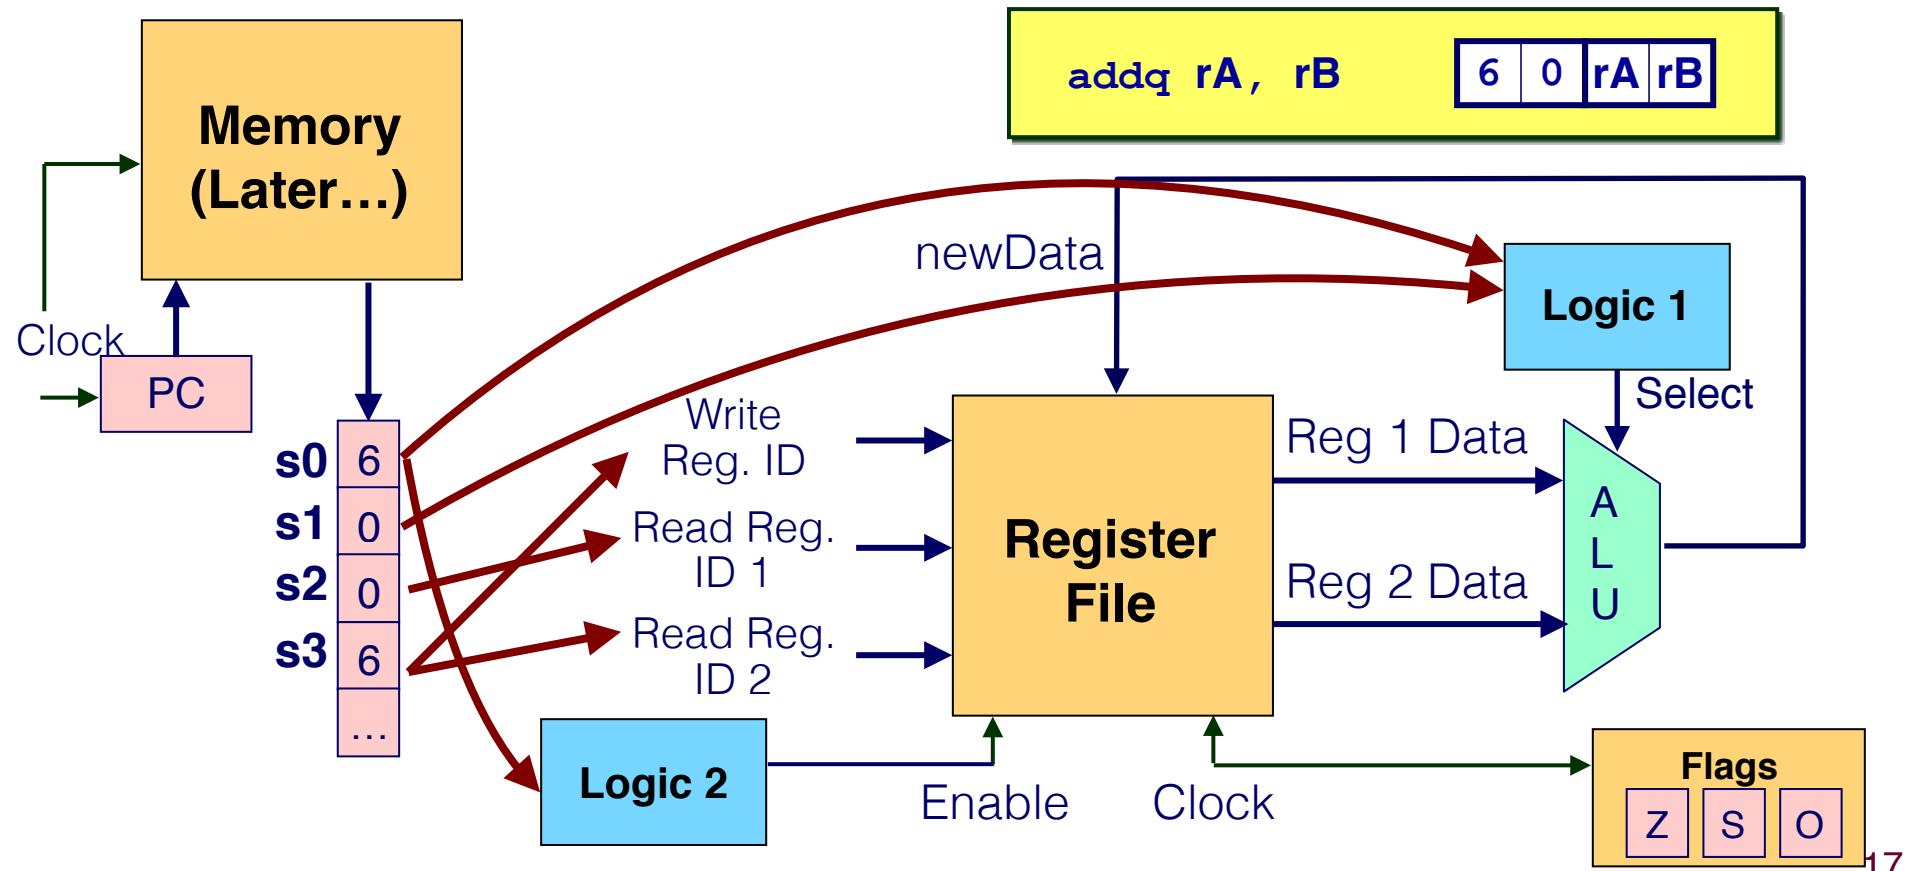 addq rA, rB
6 0 rA rB
Memory
(Later…)
newData
Logic 1
Clock
PC
Select
Write
Reg. ID
Reg 1 Data
s0 6
s1 0
s2 0
s3 6
…
Read Reg.
ID 1
Register
File
A
L
U
Reg 2 Data
Read Reg.
ID 2
Logic 2
Enable
Clock
Flags
Z S O
17